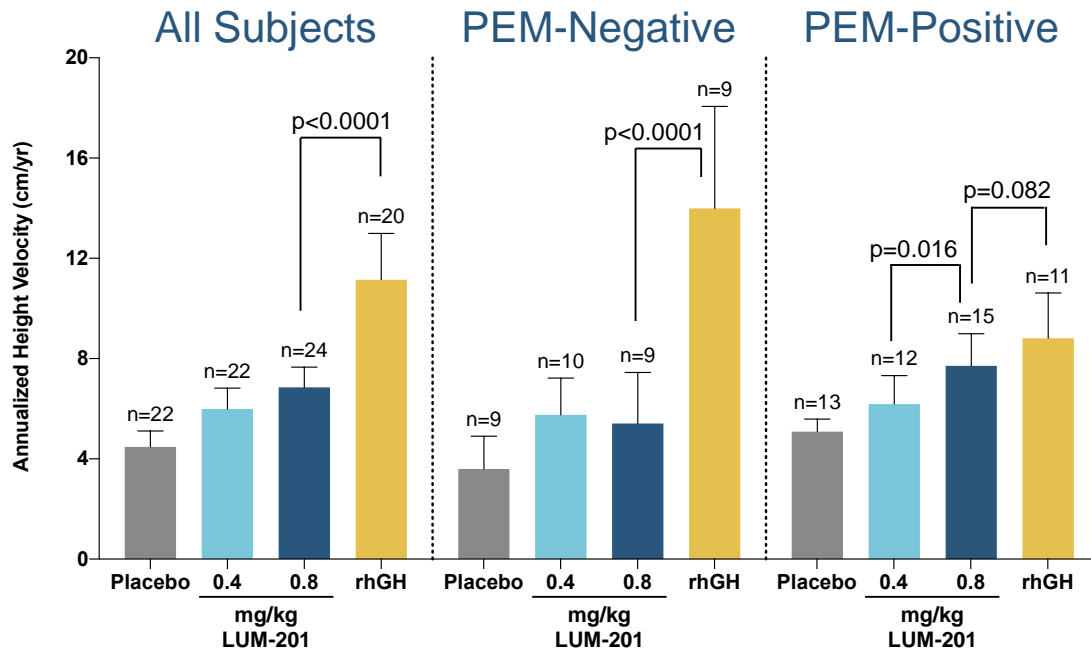 All Subjects
PEM-Negative
PEM-Positive
Annualized Height Velocity (cm/yr)
20
16
12
8
4
0
n=22
n=22
n=24
p<0.0001
n=20
n=9
n=10
n=9
p<0.0001
n=9
n=13
n=12
p=0.016
n=15
p=0.082
n=11
Placebo
0.4
0.8
rhGH
mg/kg
LUM-201
Placebo
0.4
0.8
rhGH
mg/kg
LUM-201
Placebo
0.4
0.8
rhGH
mg/kg
LUM-201